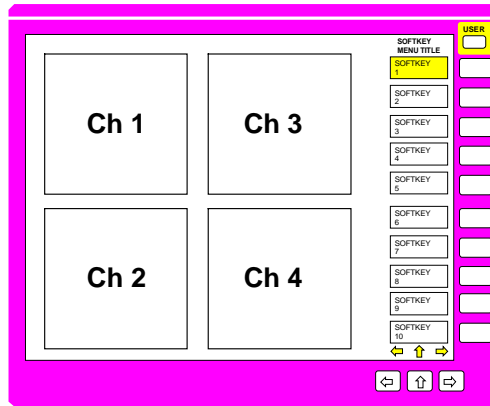 USER
SOFTKEY
MENU TITLE
Ch 1
Ch 3
Ch 2
Ch 4
SOFTKEY
1
SOFTKEY
2
SOFTKEY
3
SOFTKEY
4
SOFTKEY
5
SOFTKEY
6
SOFTKEY
7
SOFTKEY
8
SOFTKEY
9
SOFTKEY
10